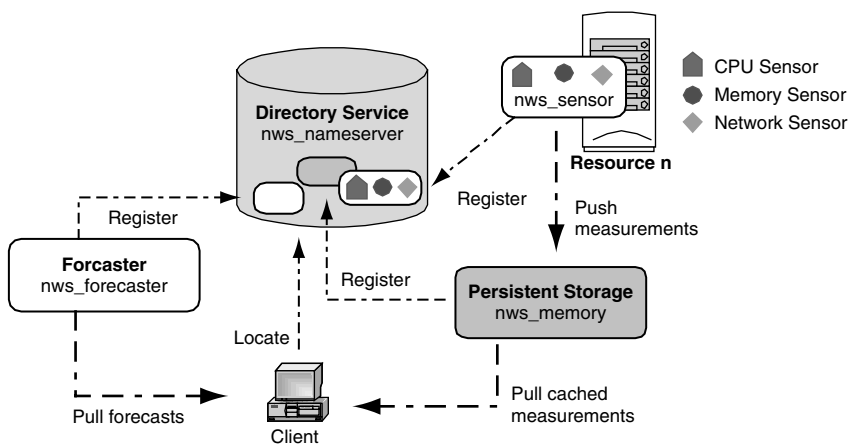 Directory Service
nws_nameserver
nws_sensor
Resource n
CPU Sensor
Memory Sensor
Network Sensor
Register
Register
Push
measurements
Forcaster
nws_forecaster
Register
Persistent Storage
nws_memory
Locate
Pull forecasts
Client
Pull cached
measurements